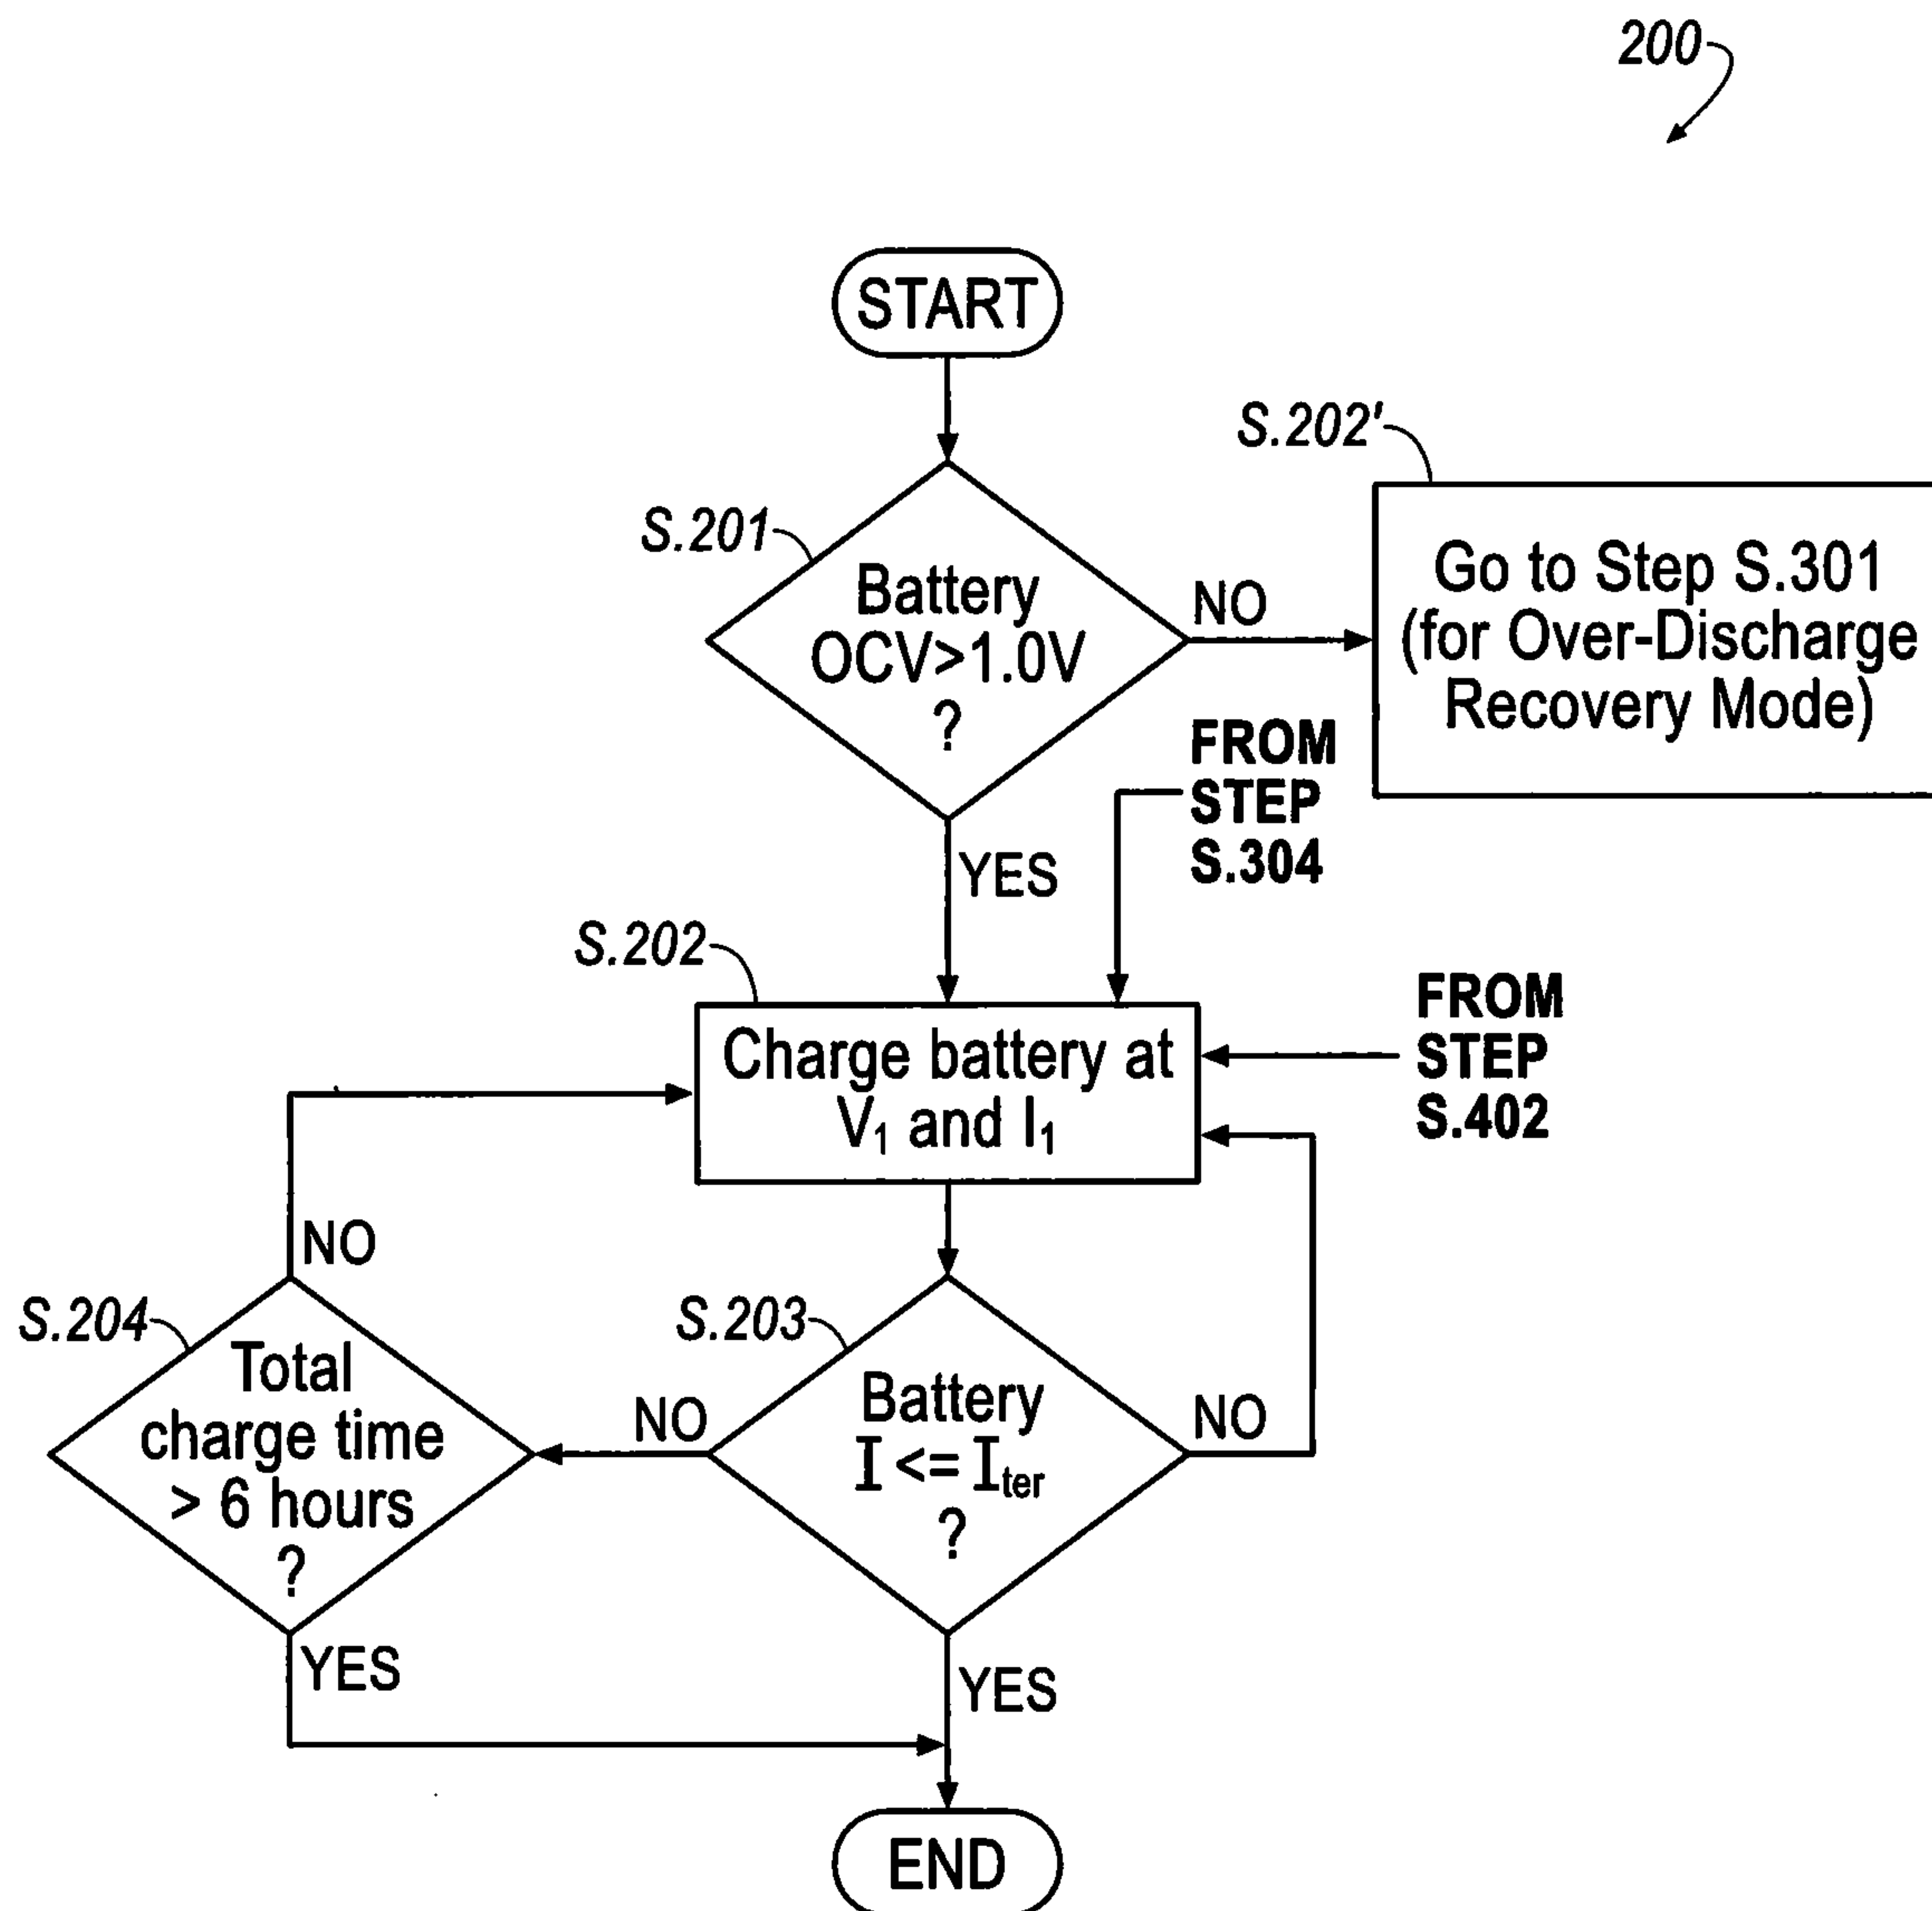 200
START
S.202'
S.201
Battery
OCV>1.0V
?
NO
Go to Step S.301
(for Over-Discharge
Recovery Mode)
FROM
STEP
S.304
YES
S.202
Charge battery at
V₁ and I₁
FROM
STEP
S.402
NO
S.204
Total
charge time
> 6 hours
?
NO
S.203
Battery
I <= Iter
?
NO
YES
YES
END